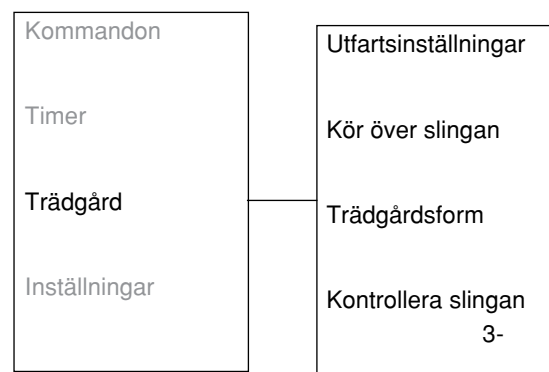 Kommandon
Timer
Trädgård
Inställningar
Utfartsinställningar
Kör över slingan
Trädgårdsform
Kontrollera slingan
3-